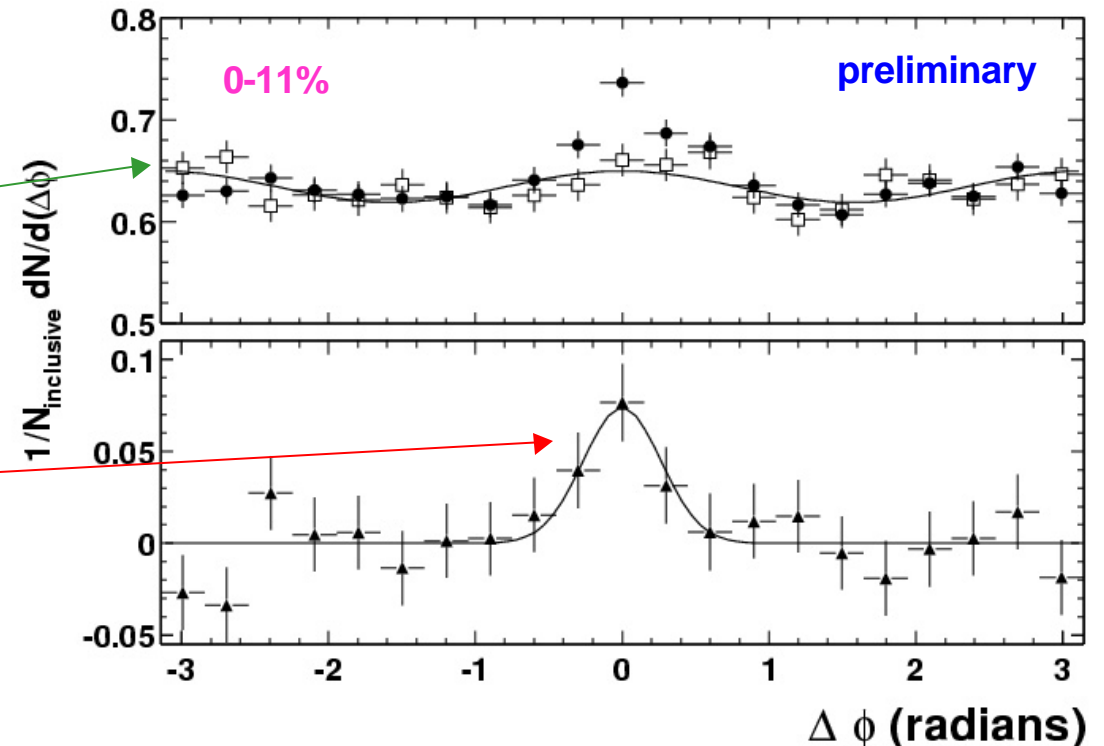 0.8
0-11%
preliminary
0.7
0.6
0.5
1/N_inclusive dN/d(Δϕ)
0.1
0.05
0
-0.05
-3 -2 -1 0 1 2 3
Δ ϕ (radians)